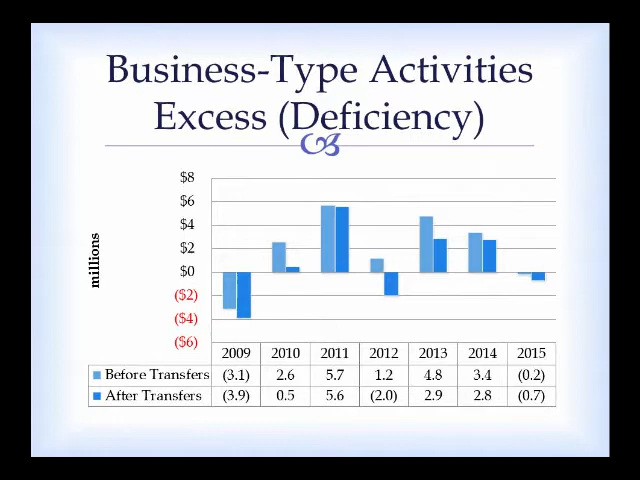 Business-Type Activities
Excess (Deficiency)
$8
$6
$4
$2
$0
($2)
($4)
($6)
millions
2009 2010 2011 2012 2013 2014 2015
Before Transfers (3.1) 2.6 5.7 1.2 4.8 3.4 (0.2)
After Transfers (3.9) 0.5 5.6 (2.0) 2.9 2.8 (0.7)